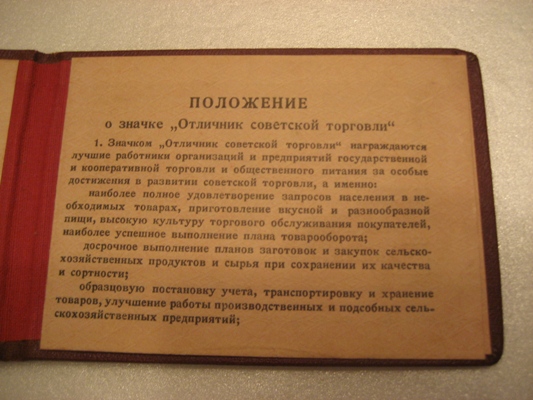 ПОЛОЖЕНИЕ
о значке „Отличник советской торговли“
1. Значком „Отличник советской торговли“ награждаются
лучшие работники организаций и предприятий государственной
и кооперативной торговли и общественного питания за особые
достижения в развитии советской торговли, а именно:
наиболее полное удовлетворение запросов населения в не-
обходимых товарах, приготовление вкусной и разнообразной
пищи, высокую культуру торгового обслуживания покупателей,
наиболее успешное выполнение плана товарооборота;
досрочное выполнение планов заготовок и закупок сельско-
хозяйственных продуктов и сырья при сохранении их качества
и сортности;
образцовую постановку учета, транспортировку и хранение
товаров, улучшение работы производственных и подсобных сель-
скохозяйственных предприятий;